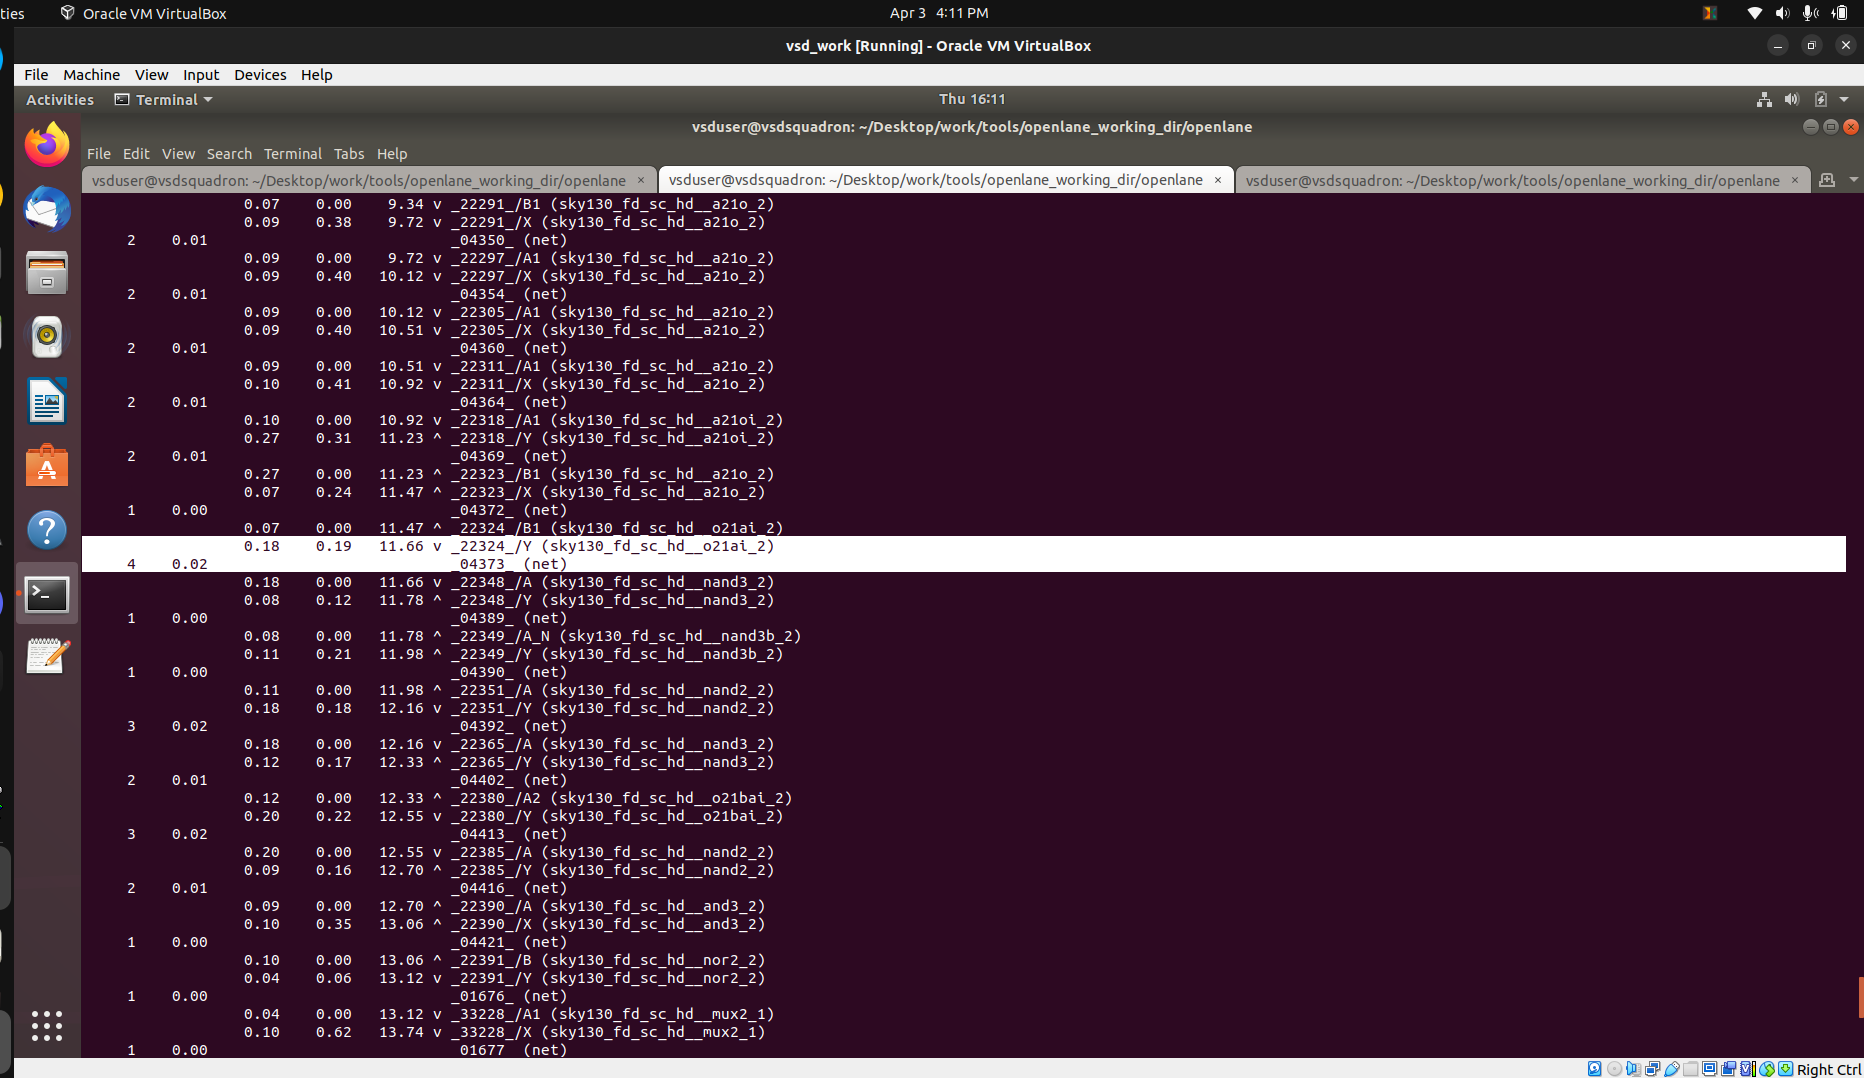 ties Oracle VM VirtualBox Apr 3 4:11 PM
vsd_work [Running] - Oracle VM VirtualBox
File Machine View Input Devices Help
Activities Terminal Thu 16:11
vsduser@vsdsquadron: ~/Desktop/work/tools/openlane_working_dir/openlane
File Edit View Search Terminal Tabs Help
vsduser@vsdsquadron: ~/Desktop/work/tools/openlane_working_dir/openlane × vsduser@vsdsquadron: ~/Desktop/work/tools/openlane_working_dir/openlane × vsduser@vsdsquadron: ~/Desktop/work/tools/openlane_working_dir/openlane ×
0.07 0.00 9.34 v _22291_/B1 (sky130_fd_sc_hd__a21o_2)
0.09 0.38 9.72 v _22291_/X (sky130_fd_sc_hd__a21o_2)
2 0.01 _04350_ (net)
0.09 0.00 9.72 v _22297_/A1 (sky130_fd_sc_hd__a21o_2)
0.09 0.40 10.12 v _22297_/X (sky130_fd_sc_hd__a21o_2)
2 0.01 _04354_ (net)
0.09 0.00 10.12 v _22305_/A1 (sky130_fd_sc_hd__a21o_2)
0.09 0.40 10.51 v _22305_/X (sky130_fd_sc_hd__a21o_2)
2 0.01 _04360_ (net)
0.09 0.00 10.51 v _22311_/A1 (sky130_fd_sc_hd__a21o_2)
0.10 0.41 10.92 v _22311_/X (sky130_fd_sc_hd__a21o_2)
2 0.01 _04364_ (net)
0.10 0.00 10.92 v _22318_/A1 (sky130_fd_sc_hd__a21oi_2)
0.27 0.31 11.23 ^ _22318_/Y (sky130_fd_sc_hd__a21oi_2)
2 0.01 _04369_ (net)
0.27 0.00 11.23 ^ _22323_/B1 (sky130_fd_sc_hd__a21o_2)
0.07 0.24 11.47 ^ _22323_/X (sky130_fd_sc_hd__a21o_2)
1 0.00 _04372_ (net)
0.07 0.00 11.47 ^ _22324_/B1 (sky130_fd_sc_hd__o21ai_2)
0.18 0.19 11.66 v _22324_/Y (sky130_fd_sc_hd__o21ai_2)
4 0.02 _04373_ (net)
0.18 0.00 11.66 v _22348_/A (sky130_fd_sc_hd__nand3_2)
0.08 0.12 11.78 ^ _22348_/Y (sky130_fd_sc_hd__nand3_2)
1 0.00 _04389_ (net)
0.08 0.00 11.78 ^ _22349_/A_N (sky130_fd_sc_hd__nand3b_2)
0.11 0.21 11.98 ^ _22349_/Y (sky130_fd_sc_hd__nand3b_2)
1 0.00 _04390_ (net)
0.11 0.00 11.98 ^ _22351_/A (sky130_fd_sc_hd__nand2_2)
0.18 0.18 12.16 v _22351_/Y (sky130_fd_sc_hd__nand2_2)
3 0.02 _04392_ (net)
0.18 0.00 12.16 v _22365_/A (sky130_fd_sc_hd__nand3_2)
0.12 0.17 12.33 ^ _22365_/Y (sky130_fd_sc_hd__nand3_2)
2 0.01 _04402_ (net)
0.12 0.00 12.33 ^ _22380_/A2 (sky130_fd_sc_hd__o21bai_2)
0.20 0.22 12.55 v _22380_/Y (sky130_fd_sc_hd__o21bai_2)
3 0.02 _04413_ (net)
0.20 0.00 12.55 v _22385_/A (sky130_fd_sc_hd__nand2_2)
0.09 0.16 12.70 ^ _22385_/Y (sky130_fd_sc_hd__nand2_2)
2 0.01 _04416_ (net)
0.09 0.00 12.70 ^ _22390_/A (sky130_fd_sc_hd__and3_2)
0.10 0.35 13.06 ^ _22390_/X (sky130_fd_sc_hd__and3_2)
1 0.00 _04421_ (net)
0.10 0.00 13.06 ^ _22391_/B (sky130_fd_sc_hd__nor2_2)
0.04 0.06 13.12 v _22391_/Y (sky130_fd_sc_hd__nor2_2)
1 0.00 _01676_ (net)
0.04 0.00 13.12 v _33228_/A1 (sky130_fd_sc_hd__mux2_1)
0.10 0.62 13.74 v _33228_/X (sky130_fd_sc_hd__mux2_1)
1 0.00 01677 (net)
Right Ctrl